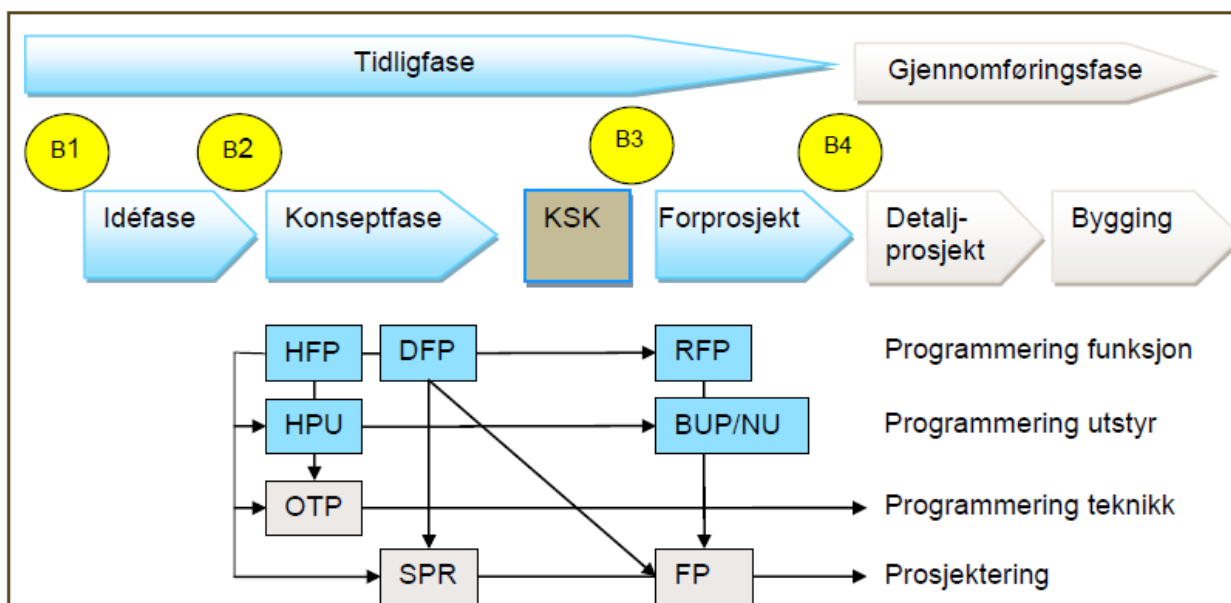 Tidligfase
Gjennomføringsfase
B1
B2
B3
B4
Idéfase
Konseptfase
KSK
Forprosjekt
Detalj-
prosjekt
Bygging
HFP
DFP
RFP
Programmering funksjon
HPU
BUP/NU
Programmering utstyr
OTP
Programmering teknikk
SPR
FP
Prosjektering